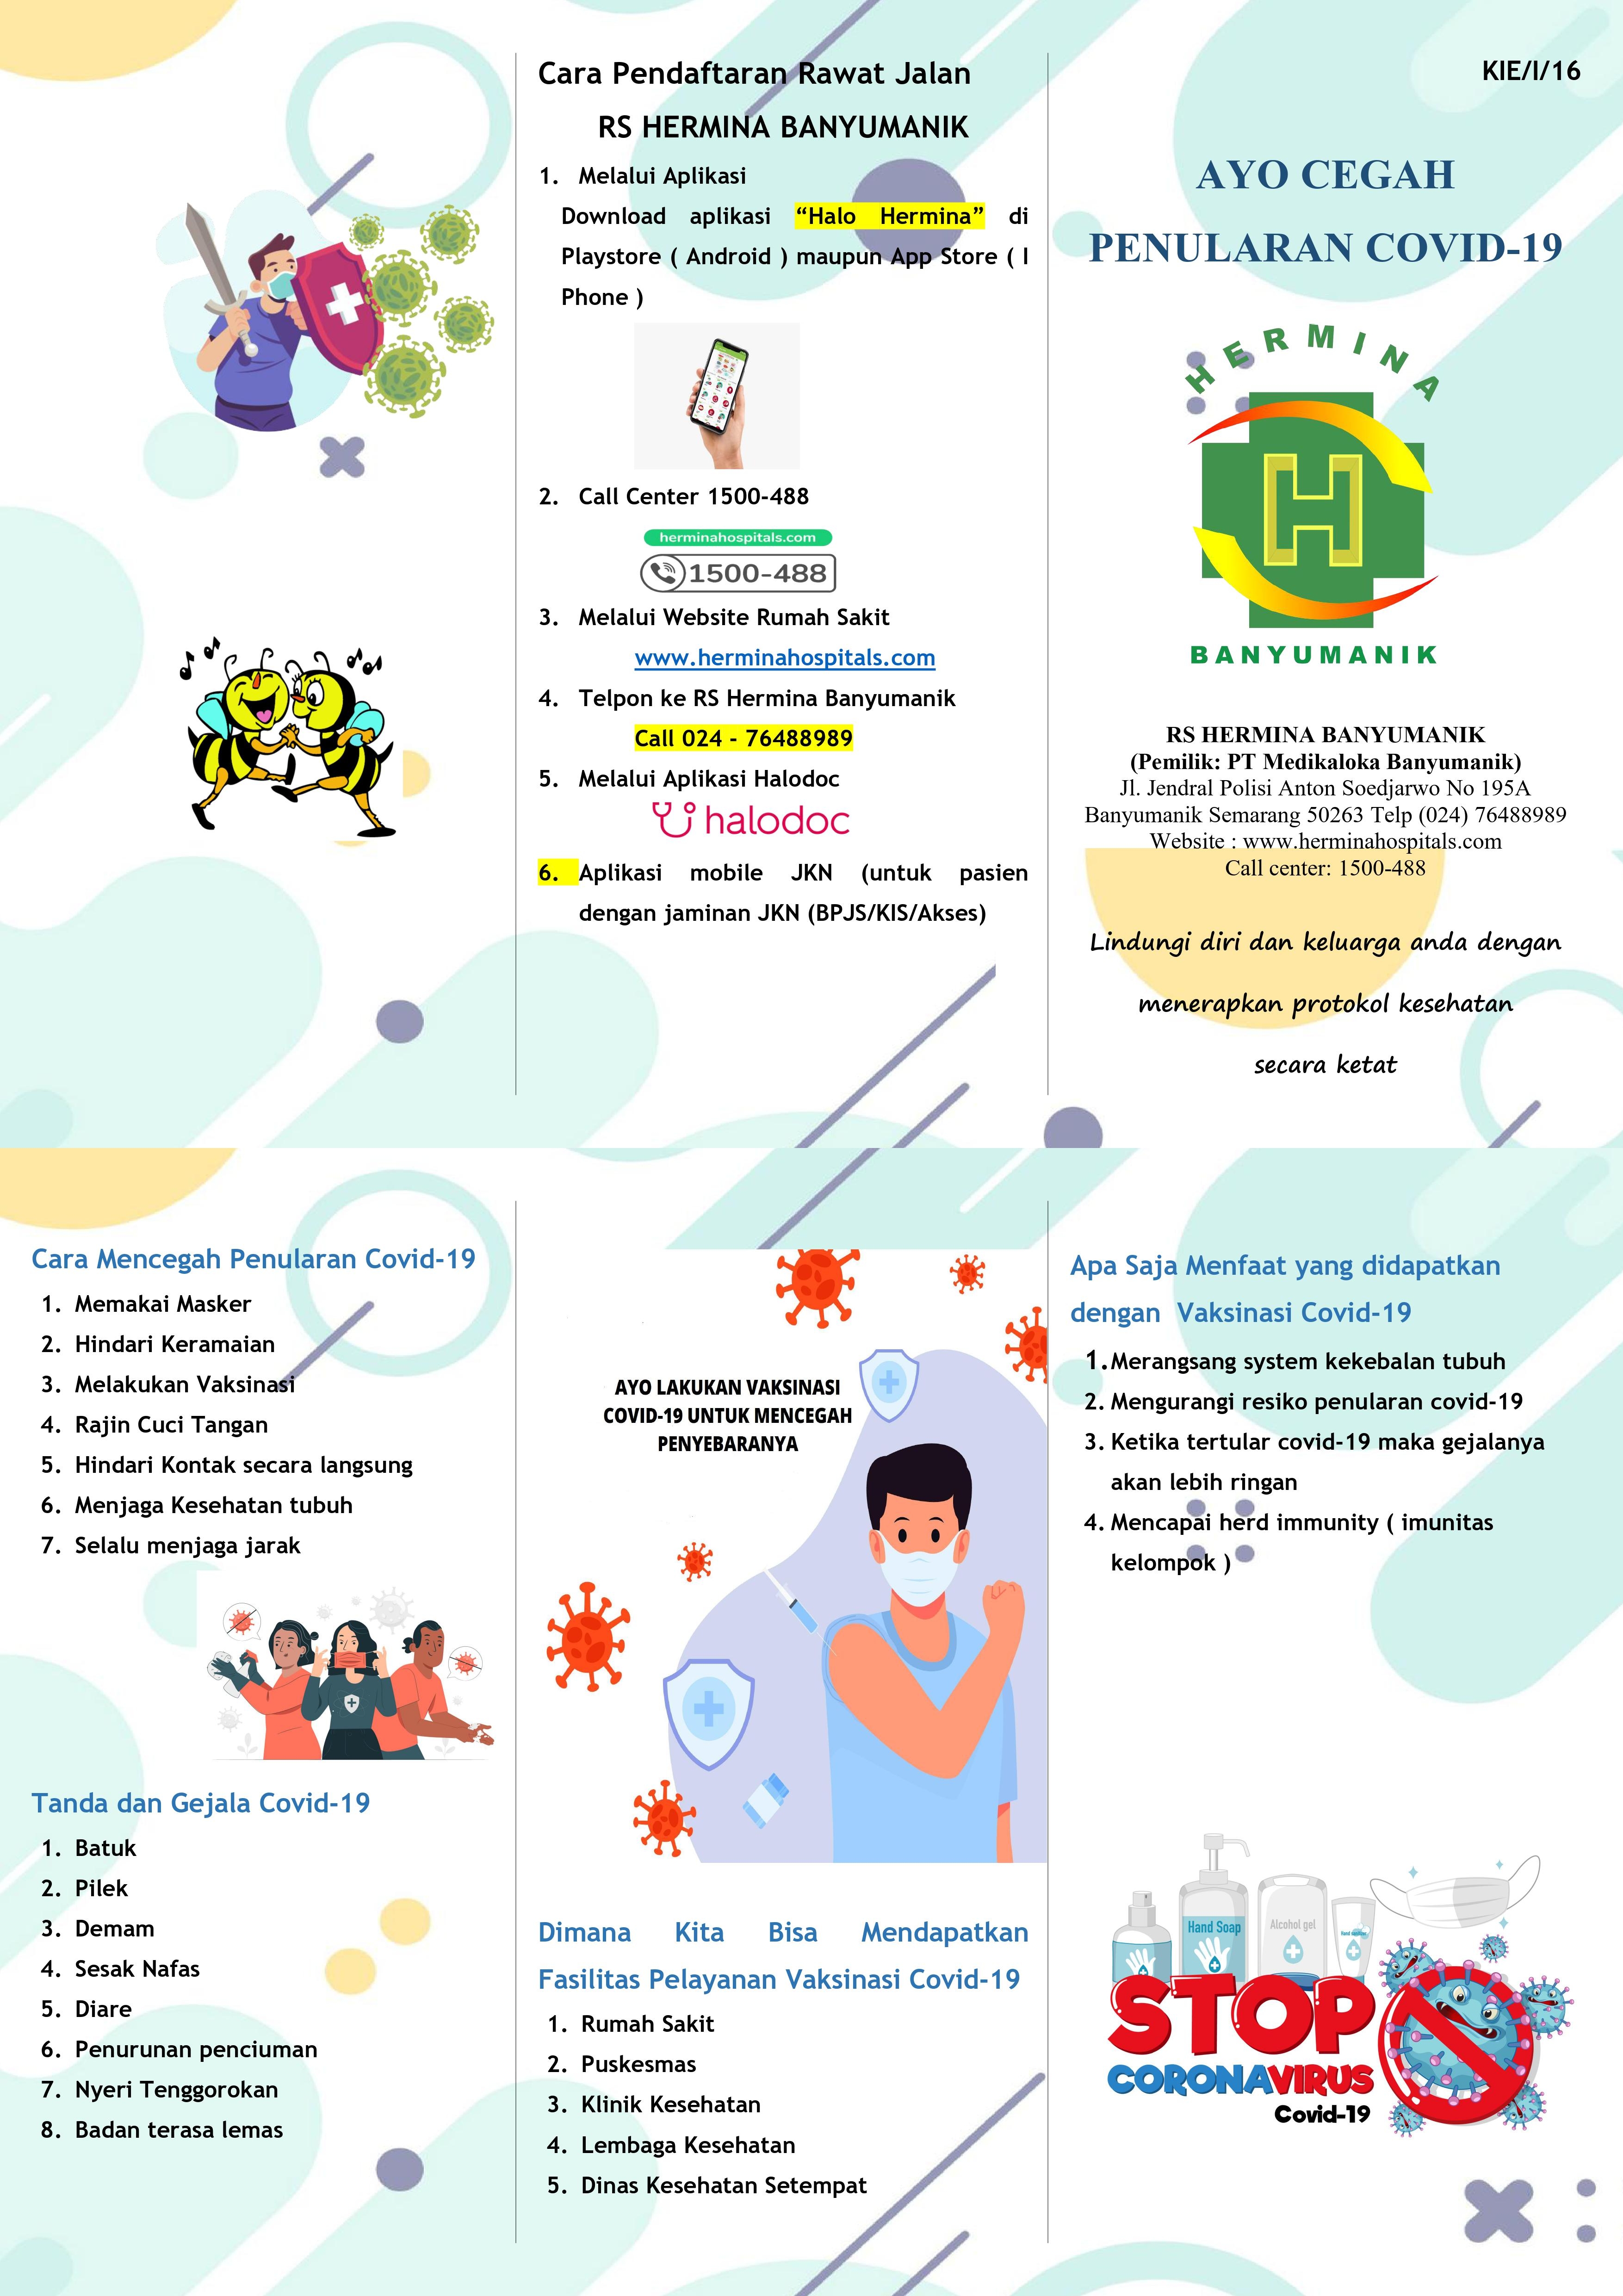 Cara Pendaftaran Rawat Jalan
RS HERMINA BANYUMANIK
1. Melalui Aplikasi
Download aplikasi “Halo Hermina” di
Playstore ( Android ) maupun App Store ( I
Phone )
2. Call Center 1500-488
herminahospitals.com
1500-488
3. Melalui Website Rumah Sakit
www.herminahospitals.com
4. Telpon ke RS Hermina Banyumanik
Call 024 - 76488989
5. Melalui Aplikasi Halodoc
halodoc
6. Aplikasi mobile JKN (untuk pasien
dengan jaminan JKN (BPJS/KIS/Akses)
KIE/I/16
AYO CEGAH
PENULARAN COVID-19
HERMINA
H
BANYUMANIK
RS HERMINA BANYUMANIK
(Pemilik: PT Medikaloka Banyumanik)
Jl. Jendral Polisi Anton Soedjarwo No 195A
Banyumanik Semarang 50263 Telp (024) 76488989
Website : www.herminahospitals.com
Call center: 1500-488
Lindungi diri dan keluarga anda dengan
menerapkan protokol kesehatan
secara ketat
Cara Mencegah Penularan Covid-19
1. Memakai Masker
2. Hindari Keramaian
3. Melakukan Vaksinasi
4. Rajin Cuci Tangan
5. Hindari Kontak secara langsung
6. Menjaga Kesehatan tubuh
7. Selalu menjaga jarak
Tanda dan Gejala Covid-19
1. Batuk
2. Pilek
3. Demam
4. Sesak Nafas
5. Diare
6. Penurunan penciuman
7. Nyeri Tenggorokan
8. Badan terasa lemas
AYO LAKUKAN VAKSINASI
COVID-19 UNTUK MENCEGAH
PENYEBARANYA
Dimana Kita Bisa Mendapatkan
Fasilitas Pelayanan Vaksinasi Covid-19
1. Rumah Sakit
2. Puskesmas
3. Klinik Kesehatan
4. Lembaga Kesehatan
5. Dinas Kesehatan Setempat
Apa Saja Menfaat yang didapatkan
dengan Vaksinasi Covid-19
1. Merangsang system kekebalan tubuh
2. Mengurangi resiko penularan covid-19
3. Ketika tertular covid-19 maka gejalanya
akan lebih ringan
4. Mencapai herd immunity ( imunitas
kelompok )
Hand Soap
Alcohol gel
STOP
CORONAVIRUS
Covid-19